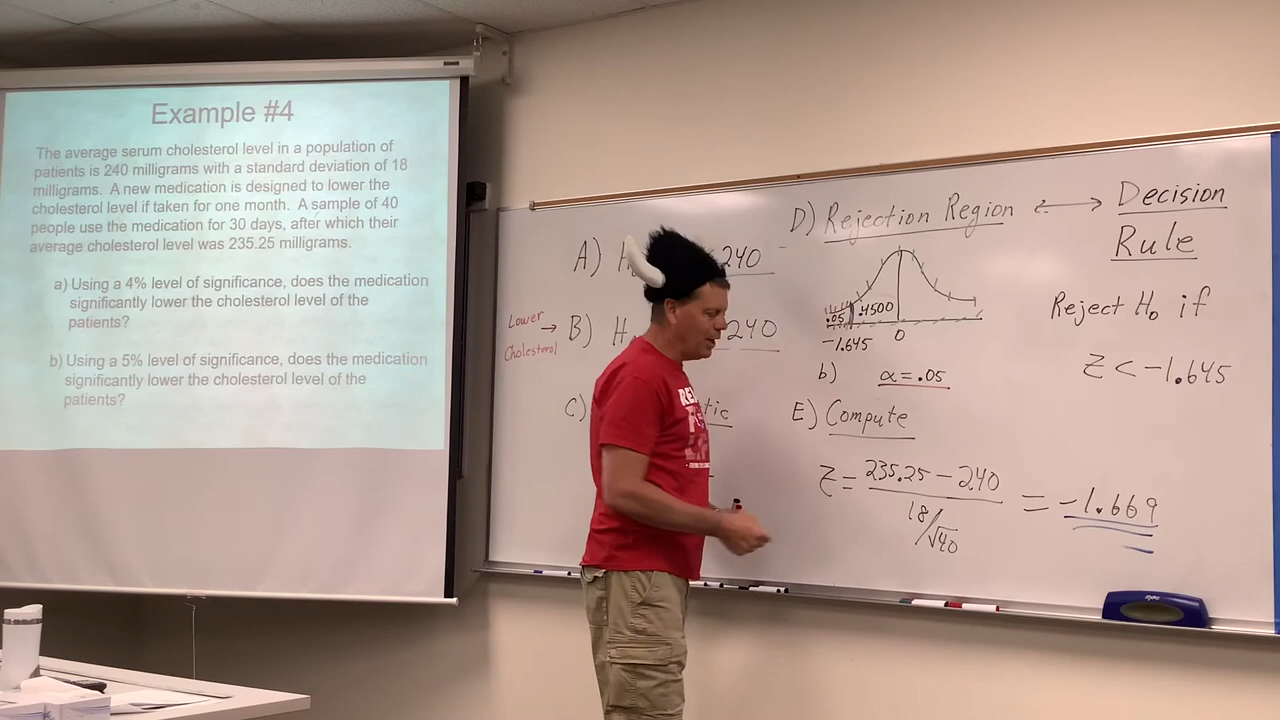 Example #4
The average serum cholesterol level in a population of
patients is 240 milligrams with a standard deviation of 18
milligrams. A new medication is designed to lower the
cholesterol level if taken for one month. A sample of 40
people use the medication for 30 days, after which their
average cholesterol level was 235.25 milligrams.
a) Using a 4% level of significance, does the medication
significantly lower the cholesterol level of the
patients?
b) Using a 5% level of significance, does the medication
significantly lower the cholesterol level of the
patients?
A) H 240
Lower
Cholesterol
→ B) H 240
C) tic
D) Rejection Region ⟷ Decision
Rule
.05 .4500
-1.645 0
b) α = .05
Reject H₀ if
Z < -1.645
E) Compute
Z = (235.25 - 240) / (18/√40) = -1.669
RE
expo